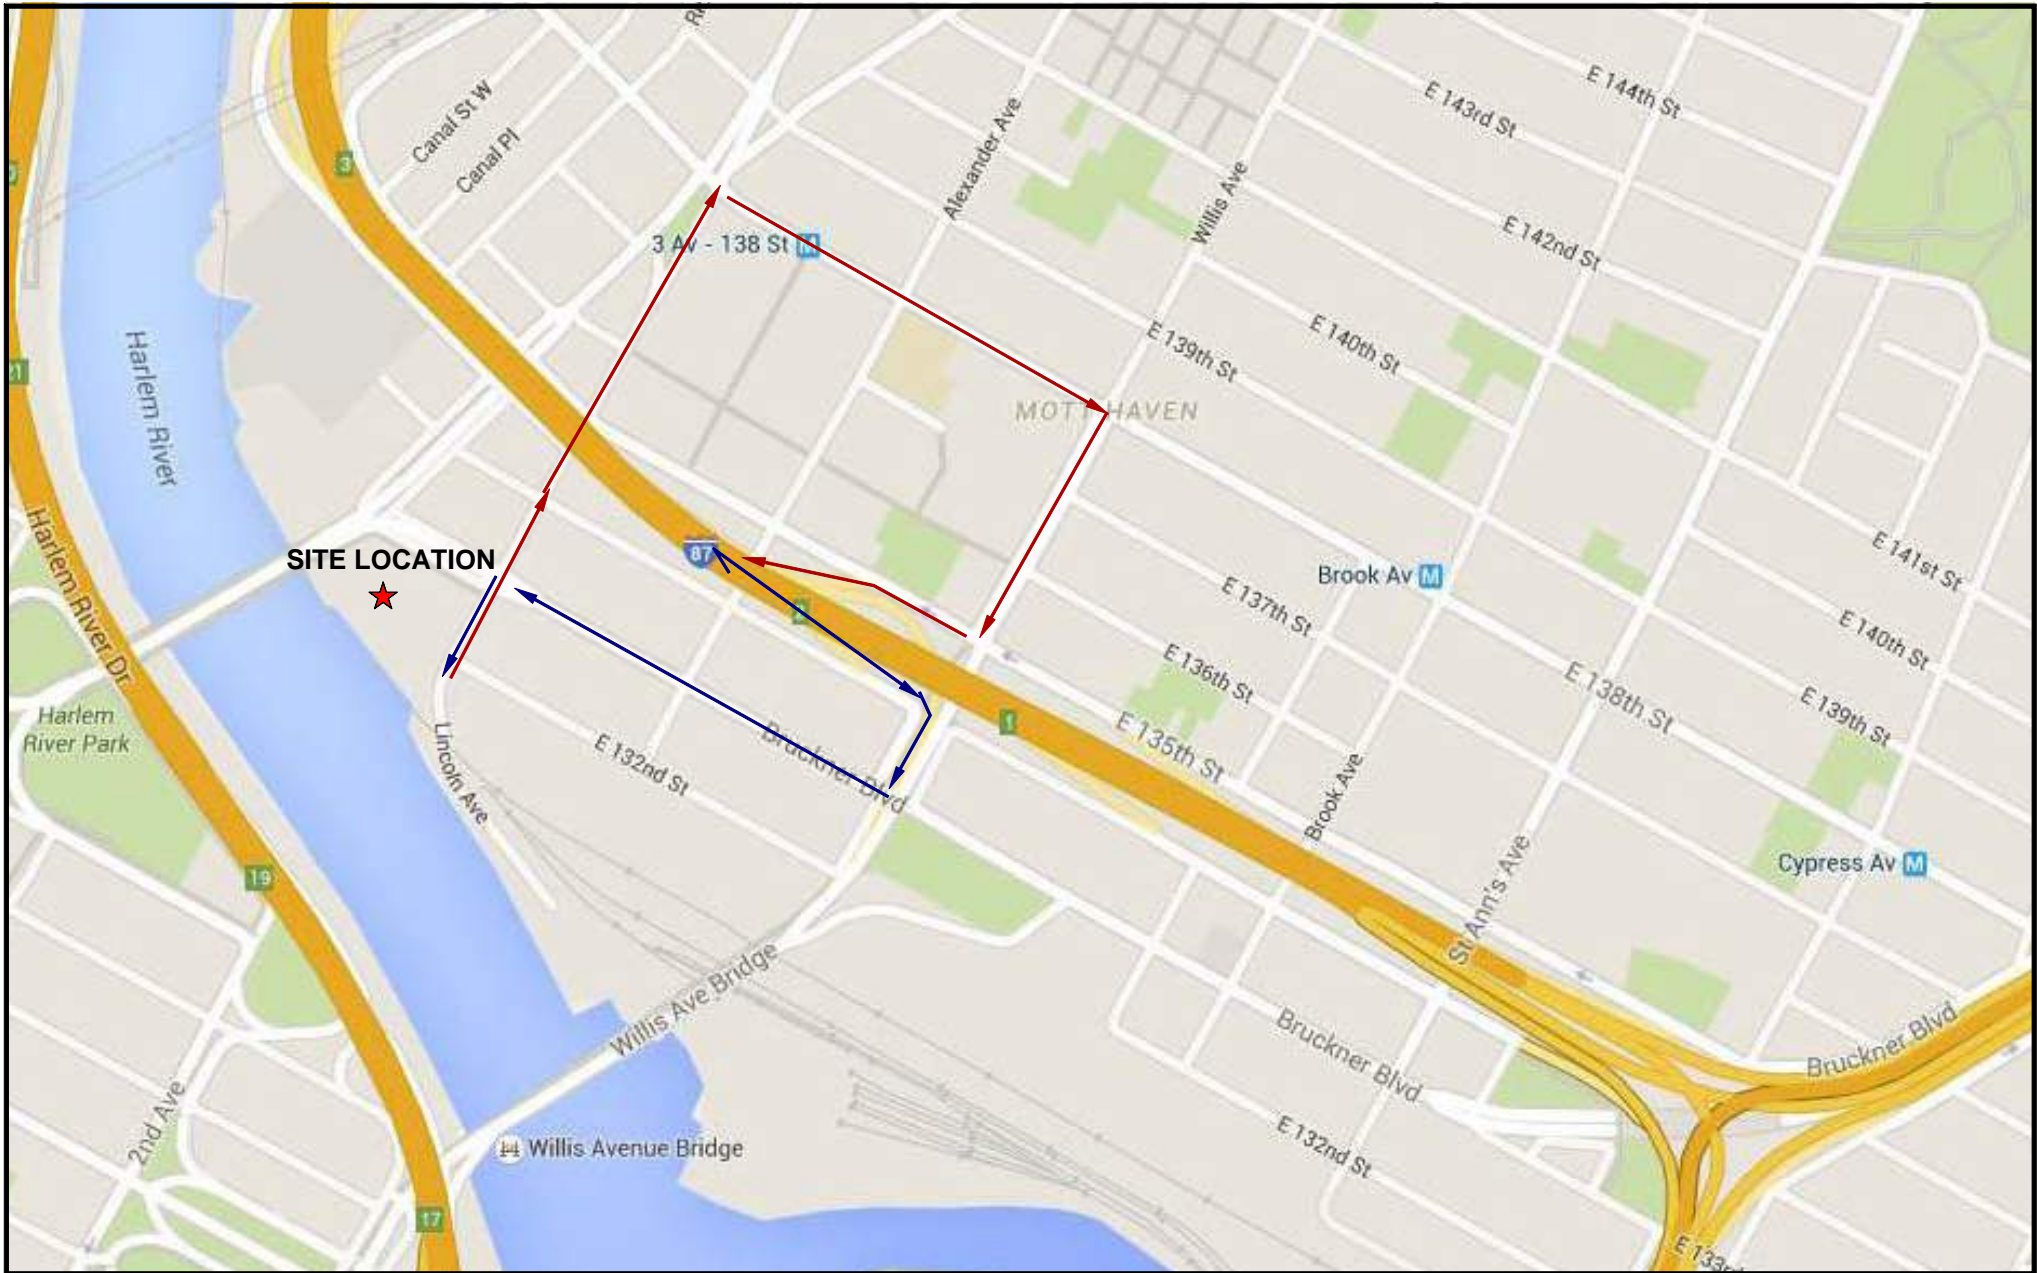 Canal St W
Canal Pl
3
Alexander Ave
Willis Ave
E 143rd St
E 144th St
E 142nd St
3 Av - 138 St M
E 139th St
E 140th St
MOTT HAVEN
Harlem River
Harlem River Dr
SITE LOCATION
87
2
Brook Av M
E 141st St
E 140th St
E 139th St
E 138th St
E 137th St
E 136th St
E 135th St
1
Harlem
River Park
Lincoln Ave
E 132nd St
Bruckner Blvd
Brook Ave
St Ann's Ave
Cypress Av M
19
Willis Ave Bridge
Bruckner Blvd
Bruckner Blvd
2nd Ave
Willis Avenue Bridge
E 132nd St
17